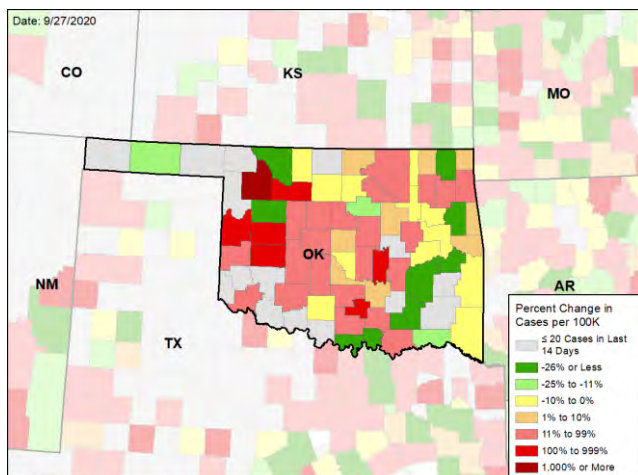 Date: 9/27/2020
CO
KS
MO
OK
NM
AR
TX
Percent Change in
Cases per 100K
≤ 20 Cases in Last
14 Days
-26% or Less
-25% to -11%
-10% to 0%
1% to 10%
11% to 99%
100% to 999%
1,000% or More